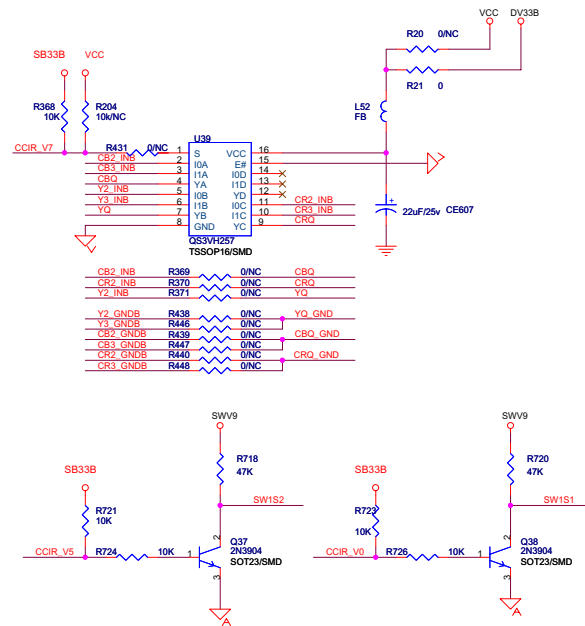 VCC DV33B
R20 0/NC
R21 0
L52
FB
SB33B VCC
R368
10K
R204
10k/NC
U39
CCIR_V7 R431 0/NC 1 S VCC 16
CB2_INB 2 I0A E# 15
CB3_INB 3 I1A I0D 14
CBQ 4 YA I1D 13
Y2_INB 5 I0B YD 12
Y3_INB 6 I1B I0C 11 CR2_INB
YQ 7 YB I1C 10 CR3_INB
8 GND YC 9 CRQ
QS3VH257
TSSOP16/SMD
+
22uF/25v CE607
CB2_INB R369 0/NC CBQ
CR2_INB R370 0/NC CRQ
Y2_INB R371 0/NC YQ
Y2_GNDB R438 0/NC YQ_GND
Y3_GNDB R446 0/NC
CB2_GNDB R439 0/NC CBQ_GND
CB3_GNDB R447 0/NC
CR2_GNDB R440 0/NC CRQ_GND
CR3_GNDB R448 0/NC
SWV9
R718
47K
SB33B
R721
10K
SW1S2
CCIR_V5 R724 10K 1
2
3
Q37
2N3904
SOT23/SMD
A
SWV9
R720
47K
SB33B
R723
10K
SW1S1
CCIR_V0 R726 10K 1
2
3
Q38
2N3904
SOT23/SMD
A